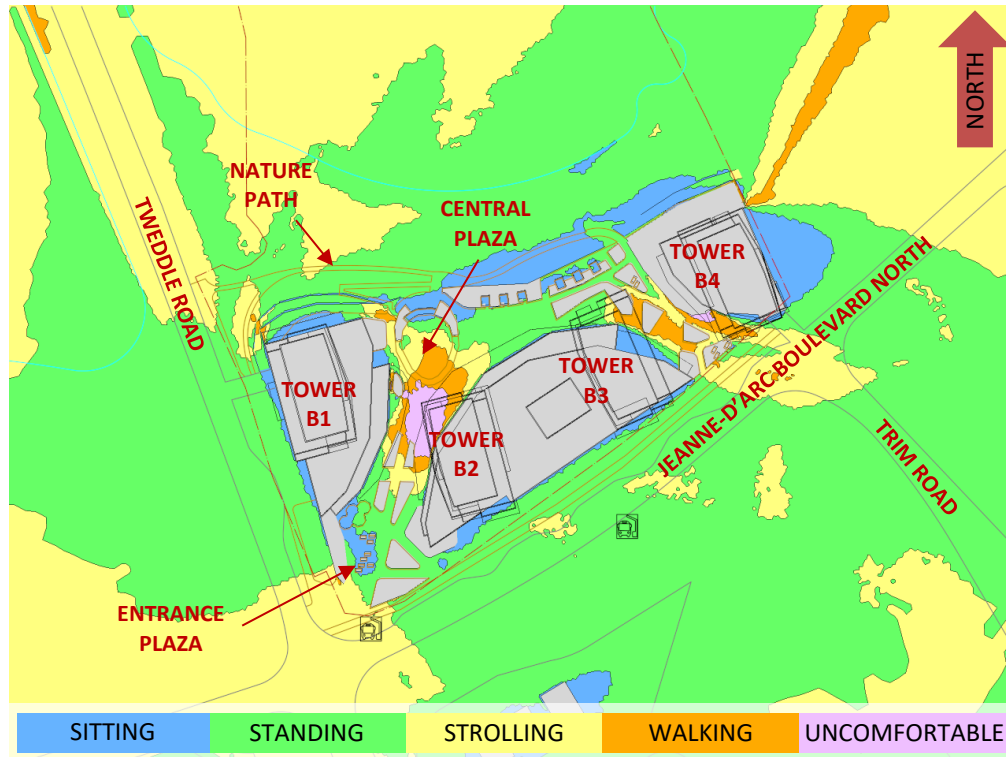 NORTH
NATURE
PATH
CENTRAL
PLAZA
TWEDDLE ROAD
TOWER
B4
JEANNE-D'ARC BOULEVARD NORTH
TOWER
B1
TOWER
B3
TOWER
B2
TRIM ROAD
ENTRANCE
PLAZA
SITTING
STANDING
STROLLING
WALKING
UNCOMFORTABLE